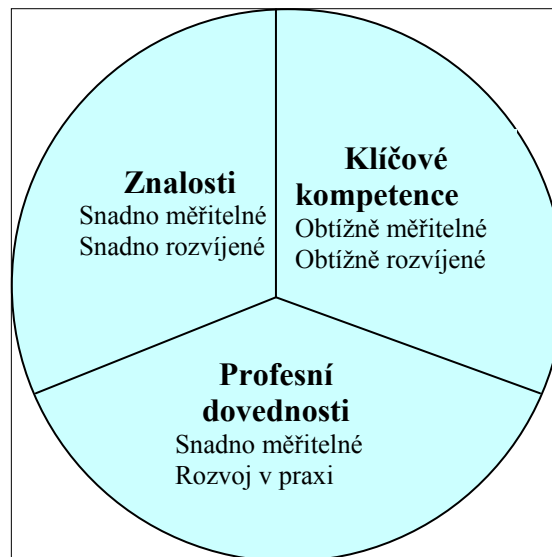 Znalosti
Snadno měřitelné
Snadno rozvíjené
Klíčové
kompetence
Obtížně měřitelné
Obtížně rozvíjené
Profesní
dovednosti
Snadno měřitelné
Rozvoj v praxi